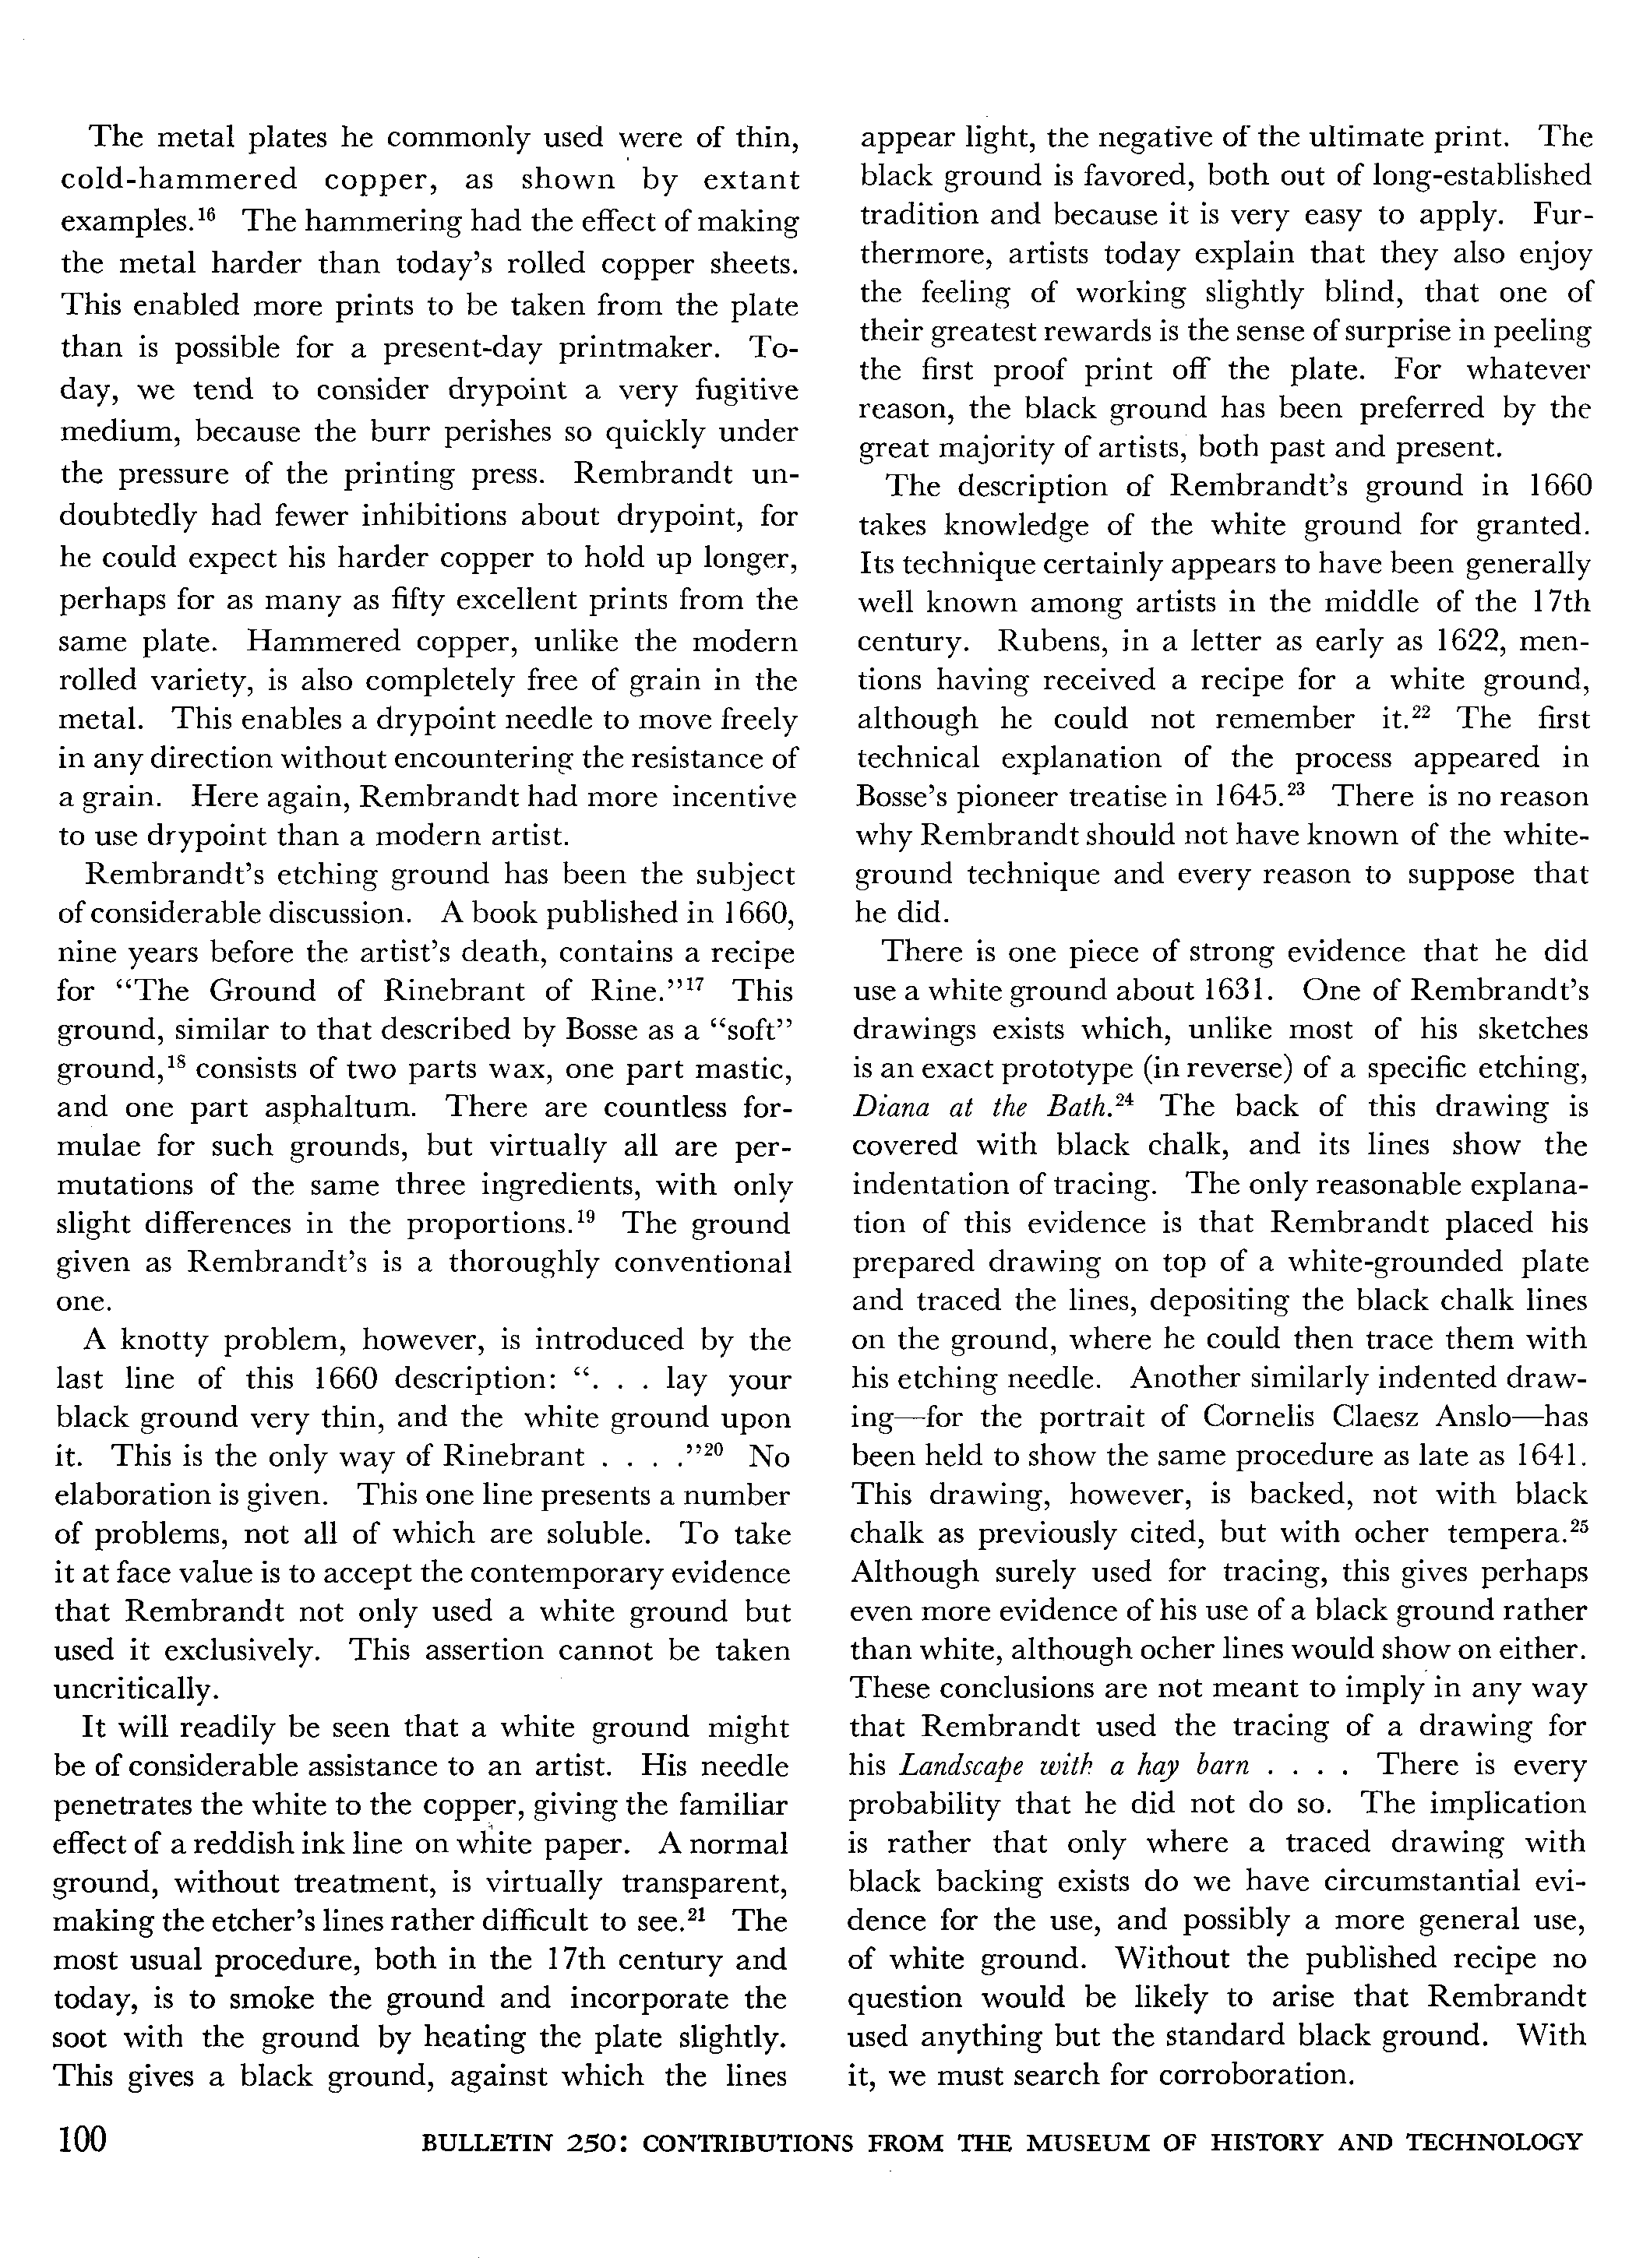 The metal plates he commonly used were of thin,
cold-hammered copper, as shown by extant
examples.¹⁶ The hammering had the effect of making
the metal harder than today's rolled copper sheets.
This enabled more prints to be taken from the plate
than is possible for a present-day printmaker. To-
day, we tend to consider drypoint a very fugitive
medium, because the burr perishes so quickly under
the pressure of the printing press. Rembrandt un-
doubtedly had fewer inhibitions about drypoint, for
he could expect his harder copper to hold up longer,
perhaps for as many as fifty excellent prints from the
same plate. Hammered copper, unlike the modern
rolled variety, is also completely free of grain in the
metal. This enables a drypoint needle to move freely
in any direction without encountering the resistance of
a grain. Here again, Rembrandt had more incentive
to use drypoint than a modern artist.
Rembrandt's etching ground has been the subject
of considerable discussion. A book published in 1660,
nine years before the artist's death, contains a recipe
for “The Ground of Rinebrant of Rine.”¹⁷ This
ground, similar to that described by Bosse as a “soft”
ground,¹⁸ consists of two parts wax, one part mastic,
and one part asphaltum. There are countless for-
mulae for such grounds, but virtually all are per-
mutations of the same three ingredients, with only
slight differences in the proportions.¹⁹ The ground
given as Rembrandt's is a thoroughly conventional
one.
A knotty problem, however, is introduced by the
last line of this 1660 description: “. . . lay your
black ground very thin, and the white ground upon
it. This is the only way of Rinebrant . . . .”²⁰ No
elaboration is given. This one line presents a number
of problems, not all of which are soluble. To take
it at face value is to accept the contemporary evidence
that Rembrandt not only used a white ground but
used it exclusively. This assertion cannot be taken
uncritically.
It will readily be seen that a white ground might
be of considerable assistance to an artist. His needle
penetrates the white to the copper, giving the familiar
effect of a reddish ink line on white paper. A normal
ground, without treatment, is virtually transparent,
making the etcher's lines rather difficult to see.²¹ The
most usual procedure, both in the 17th century and
today, is to smoke the ground and incorporate the
soot with the ground by heating the plate slightly.
This gives a black ground, against which the lines
appear light, the negative of the ultimate print. The
black ground is favored, both out of long-established
tradition and because it is very easy to apply. Fur-
thermore, artists today explain that they also enjoy
the feeling of working slightly blind, that one of
their greatest rewards is the sense of surprise in peeling
the first proof print off the plate. For whatever
reason, the black ground has been preferred by the
great majority of artists, both past and present.
The description of Rembrandt's ground in 1660
takes knowledge of the white ground for granted.
Its technique certainly appears to have been generally
well known among artists in the middle of the 17th
century. Rubens, in a letter as early as 1622, men-
tions having received a recipe for a white ground,
although he could not remember it.²² The first
technical explanation of the process appeared in
Bosse's pioneer treatise in 1645.²³ There is no reason
why Rembrandt should not have known of the white-
ground technique and every reason to suppose that
he did.
There is one piece of strong evidence that he did
use a white ground about 1631. One of Rembrandt's
drawings exists which, unlike most of his sketches
is an exact prototype (in reverse) of a specific etching,
Diana at the Bath.²⁴ The back of this drawing is
covered with black chalk, and its lines show the
indentation of tracing. The only reasonable explana-
tion of this evidence is that Rembrandt placed his
prepared drawing on top of a white-grounded plate
and traced the lines, depositing the black chalk lines
on the ground, where he could then trace them with
his etching needle. Another similarly indented draw-
ing—for the portrait of Cornelis Claesz Anslo—has
been held to show the same procedure as late as 1641.
This drawing, however, is backed, not with black
chalk as previously cited, but with ocher tempera.²⁵
Although surely used for tracing, this gives perhaps
even more evidence of his use of a black ground rather
than white, although ocher lines would show on either.
These conclusions are not meant to imply in any way
that Rembrandt used the tracing of a drawing for
his Landscape with a hay barn . . . . There is every
probability that he did not do so. The implication
is rather that only where a traced drawing with
black backing exists do we have circumstantial evi-
dence for the use, and possibly a more general use,
of white ground. Without the published recipe no
question would be likely to arise that Rembrandt
used anything but the standard black ground. With
it, we must search for corroboration.
100 BULLETIN 250: CONTRIBUTIONS FROM THE MUSEUM OF HISTORY AND TECHNOLOGY